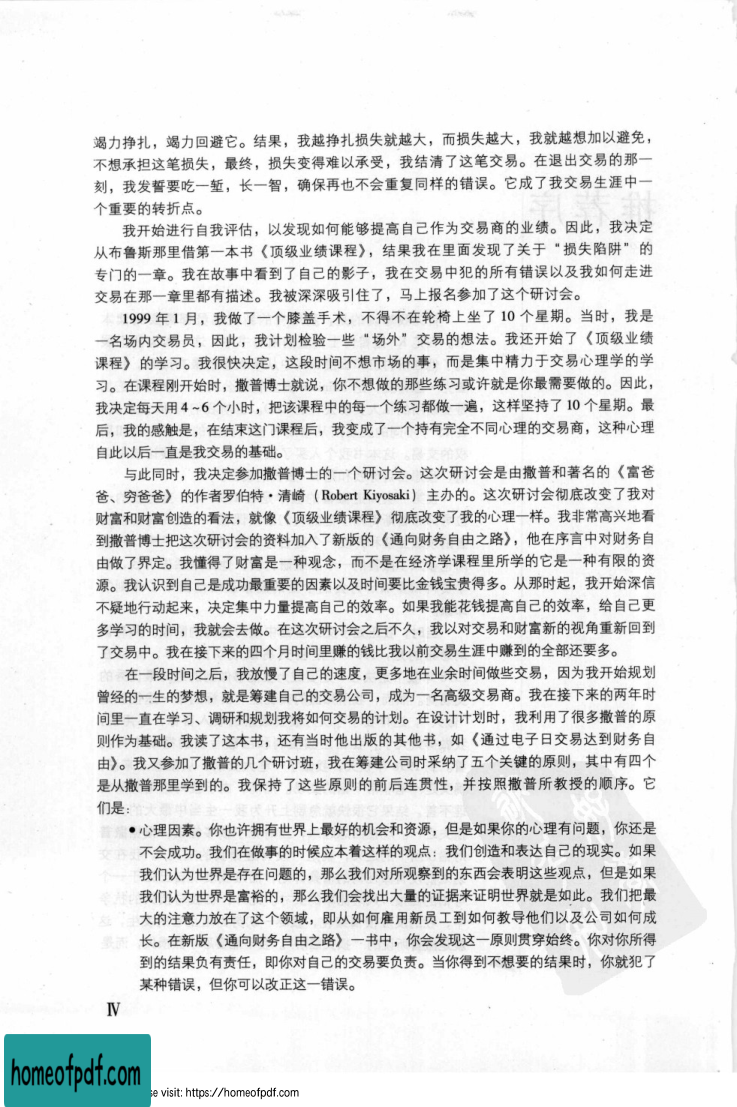 竭力挣扎，竭力回避它。结果，我越挣扎损失就越大，而损失越大，我就越想加以避免，
不想承担这笔损失，最终，损失变得难以承受，我结清了这笔交易。在退出交易的那一
刻，我发誓要吃一堑，长一智，确保再也不会重复同样的错误。它成了我交易生涯中一
个重要的转折点。
我开始进行自我评估，以发现如何能够提高自己作为交易商的业绩。因此，我决定
从布鲁斯那里借第一本书《顶级业绩课程》，结果我在里面发现了关于“损失陷阱”的
专门的一章。我在故事中看到了自己的影子，我在交易中犯的所有错误以及我如何走进
交易在那一章里都有描述。我被深深吸引住了，马上报名参加了这个研讨会。
1999年1月，我做了一个膝盖手术，不得不在轮椅上坐了10个星期。当时，我是
一名场内交易员，因此，我计划检验一些“场外”交易的想法。我还开始了《顶级业绩
课程》的学习。我很快决定，这段时间不想市场的事，而是集中精力于交易心理学的学
习。在课程刚开始时，撒普博士就说，你不想做的那些练习或许就是你最需要做的。因此，
我决定每天用4~6个小时，把该课程中的每一个练习都做一遍，这样坚持了10个星期。最
后，我的感触是，在结束这门课程后，我变成了一个持有完全不同心理的交易商，这种心理
自此以后一直是我交易的基础。
与此同时，我决定参加撒普博士的一个研讨会。这次研讨会是由撒普和著名的《富爸
爸、穷爸爸》的作者罗伯特·清崎（Robert Kiyosaki）主办的。这次研讨会彻底改变了我对
财富和财富创造的看法，就像《顶级业绩课程》彻底改变了我的心理一样。我非常高兴地看
到撒普博士把这次研讨会的资料加入了新版的《通向财务自由之路》，他在序言中对财务自
由做了界定。我懂得了财富是一种观念，而不是在经济学课程里所学的它是一种有限的资
源。我认识到自己是成功最重要的因素以及时间要比金钱宝贵得多。从那时起，我开始深信
不疑地行动起来，决定集中力量提高自己的效率。如果我能花钱提高自己的效率，给自己更
多学习的时间，我就会去做。在这次研讨会之后不久，我以对交易和财富新的视角重新回到
了交易中。我在接下来的四个月时间里赚的钱比我以前交易生涯中赚到的全部还要多。
在一段时间之后，我放慢了自己的速度，更多地在业余时间做些交易，因为我开始规划
曾经的一生的梦想，就是筹建自己的交易公司，成为一名高级交易商。我在接下来的两年时
间里一直在学习、调研和规划我将如何交易的计划。在设计计划时，我利用了很多撒普的原
则作为基础。我读了这本书，还有当时他出版的其他书，如《通过电子日交易达到财务自
由》。我又参加了撒普的几个研讨班，我在筹建公司时采纳了五个关键的原则，其中有四个
是从撒普那里学到的。我保持了这些原则的前后连贯性，并按照撒普所教授的顺序。它
们是：
●心理因素。你也许拥有世界上最好的机会和资源，但是如果你的心理有问题，你还是
不会成功。我们在做事的时候应本着这样的观点：我们创造和表达自己的现实。如果
我们认为世界是存在问题的，那么我们对所观察到的东西会表明这些观点，但是如果
我们认为世界是富裕的，那么我们会找出大量的证据来证明世界就是如此。我们把最
大的注意力放在了这个领域，即从如何雇用新员工到如何教导他们以及公司如何成
长。在新版《通向财务自由之路》一书中，你会发现这一原则贯穿始终。你对你所得
到的结果负有责任，即你对自己的交易要负责。当你得到不想要的结果时，你就犯了
某种错误，但你可以改正这一错误。
Ⅳ
homeofpdf.com
se visit: https://homeofpdf.com